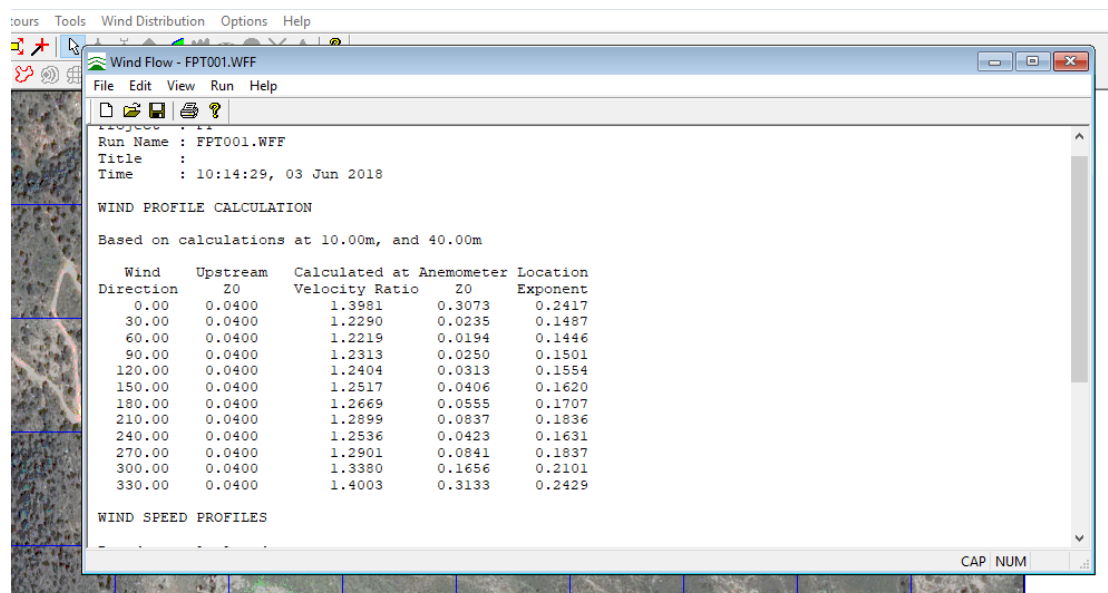 ours Tools Wind Distribution Options Help
Wind Flow - FPT001.WFF
File Edit View Run Help
Run Name : FPT001.WFF
Title :
Time : 10:14:29, 03 Jun 2018
WIND PROFILE CALCULATION
Based on calculations at 10.00m, and 40.00m
Wind Upstream Calculated at Anemometer Location
Direction Z0 Velocity Ratio Z0 Exponent
0.00 0.0400 1.3981 0.3073 0.2417
30.00 0.0400 1.2290 0.0235 0.1487
60.00 0.0400 1.2219 0.0194 0.1446
90.00 0.0400 1.2313 0.0250 0.1501
120.00 0.0400 1.2404 0.0313 0.1554
150.00 0.0400 1.2517 0.0406 0.1620
180.00 0.0400 1.2669 0.0555 0.1707
210.00 0.0400 1.2899 0.0837 0.1836
240.00 0.0400 1.2536 0.0423 0.1631
270.00 0.0400 1.2901 0.0841 0.1837
300.00 0.0400 1.3380 0.1656 0.2101
330.00 0.0400 1.4003 0.3133 0.2429
WIND SPEED PROFILES
CAP NUM